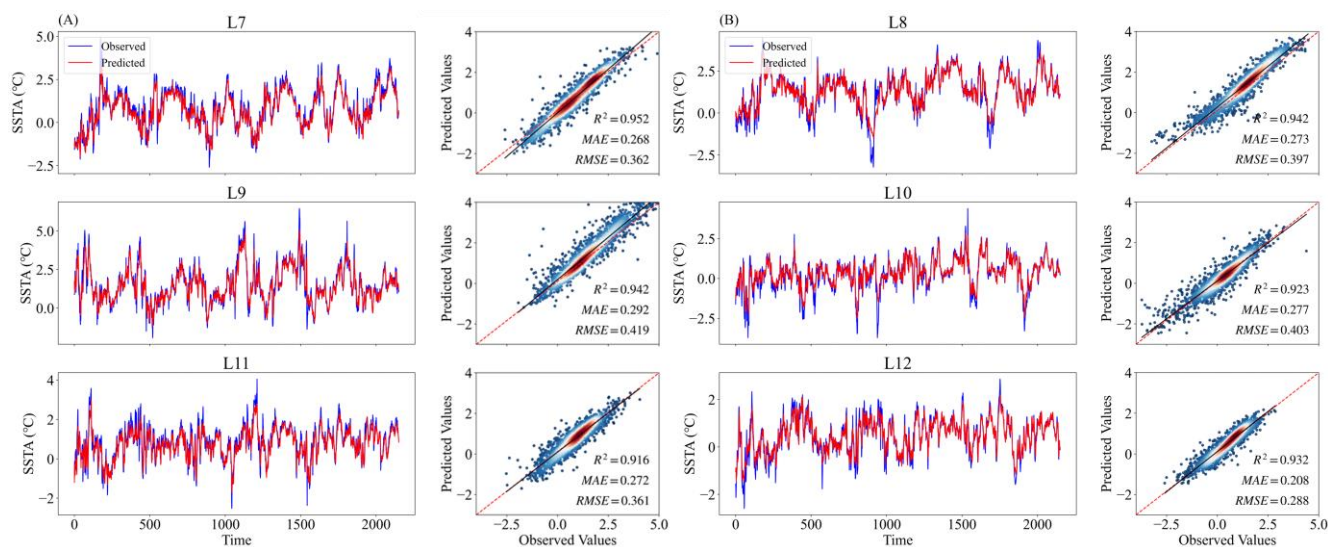 (A)
L7
SSTA (°C)
5.0
2.5
0.0
−2.5
Observed
Predicted
Predicted Values
4
2
0
−2
R² = 0.952
MAE = 0.268
RMSE = 0.362
(B)
L8
SSTA (°C)
2.5
0.0
−2.5
Observed
Predicted
Predicted Values
4
2
0
−2
R² = 0.942
MAE = 0.273
RMSE = 0.397
L9
SSTA (°C)
5.0
2.5
0.0
Predicted Values
4
2
0
−2
R² = 0.942
MAE = 0.292
RMSE = 0.419
L10
SSTA (°C)
2.5
0.0
−2.5
Predicted Values
4
2
0
−2
R² = 0.923
MAE = 0.277
RMSE = 0.403
L11
SSTA (°C)
4
2
0
−2
0 500 1000 1500 2000
Time
Predicted Values
4
2
0
−2
R² = 0.916
MAE = 0.272
RMSE = 0.361
−2.5 0.0 2.5 5.0
Observed Values
L12
SSTA (°C)
2
0
−2
0 500 1000 1500 2000
Time
Predicted Values
4
2
0
−2
R² = 0.932
MAE = 0.208
RMSE = 0.288
−2.5 0.0 2.5 5.0
Observed Values